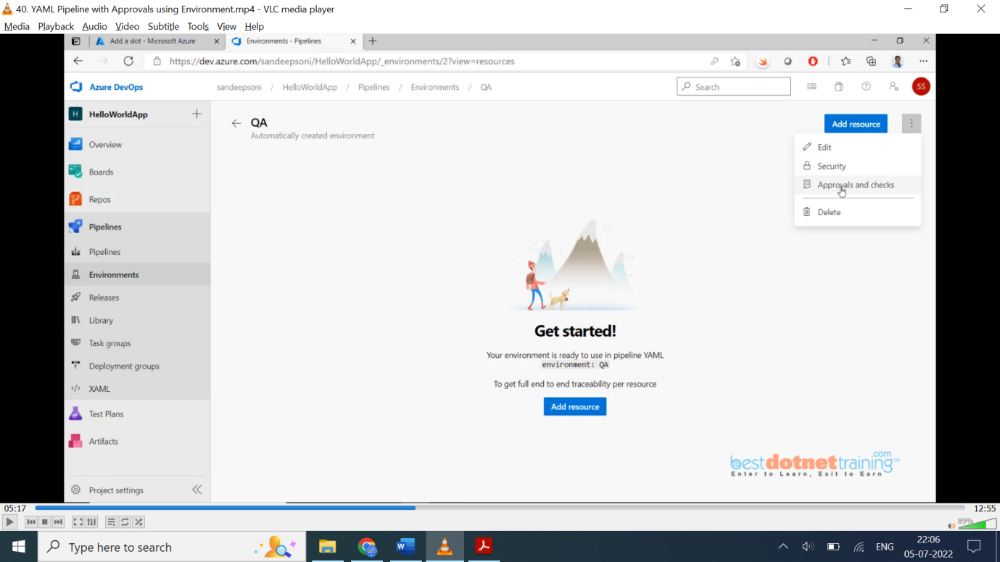 40. YAML Pipeline with Approvals using Environment.mp4 - VLC media player
Media Playback Audio Video Subtitle Tools View Help
Add a slot - Microsoft Azure
Environments - Pipelines
https://dev.azure.com/sandeepsoni/HelloWorldApp/_environments/2?view=resources
Azure DevOps
sandeepsoni / HelloWorldApp / Pipelines / Environments / QA
Search
SS
H HelloWorldApp
Overview
Boards
Repos
Pipelines
Pipelines
Environments
Releases
Library
Task groups
Deployment groups
XAML
Test Plans
Artifacts
Project settings
QA
Automatically created environment
Add resource
Edit
Security
Approvals and checks
Delete
Get started!
Your environment is ready to use in pipeline YAML
environment: QA
To get full end to end traceability per resource
Add resource
bestdotnettraining.com™
Enter to Learn, Exit to Earn
05:17
12:55
89%
Type here to search
ENG
22:06
05-07-2022